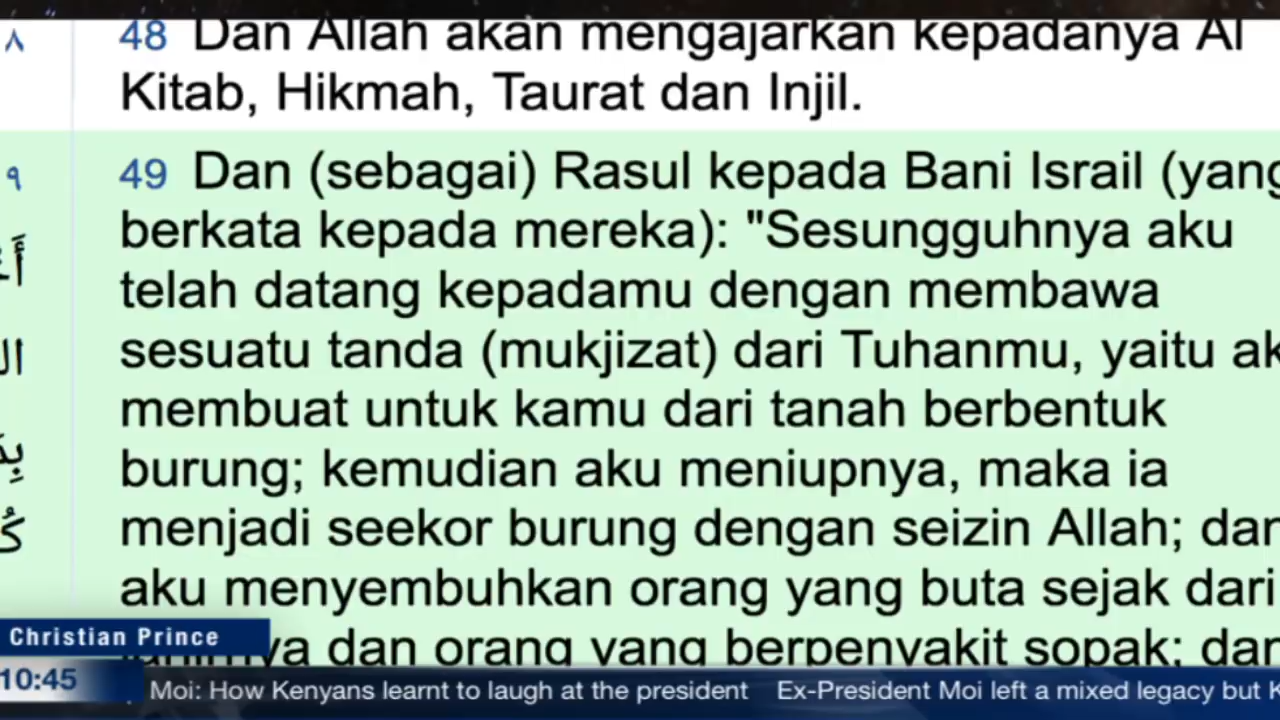 48 Dan Allah akan mengajarkan kepadanya Al
Kitab, Hikmah, Taurat dan Injil.
49 Dan (sebagai) Rasul kepada Bani Israil (yang
berkata kepada mereka): "Sesungguhnya aku
telah datang kepadamu dengan membawa
sesuatu tanda (mukjizat) dari Tuhanmu, yaitu ak
membuat untuk kamu dari tanah berbentuk
burung; kemudian aku meniupnya, maka ia
menjadi seekor burung dengan seizin Allah; dan
aku menyembuhkan orang yang buta sejak dari
dan orang yang berpenyakit sopak; dan
Christian Prince
10:45
Moi: How Kenyans learnt to laugh at the president Ex-President Moi left a mixed legacy but K